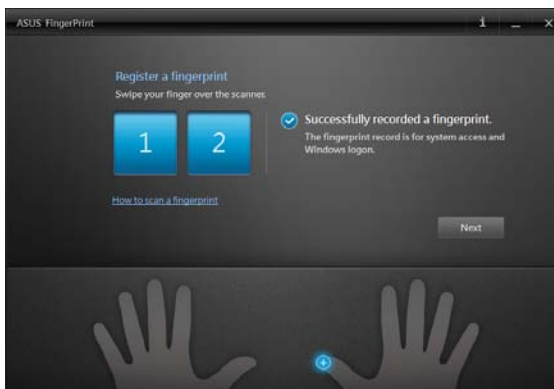 ASUS FingerPrint
Register a fingerprint
Swipe your finger over the scanner.
1 2
Successfully recorded a fingerprint.
The fingerprint record is for system access and
Windows logon.
How to scan a fingerprint
Next